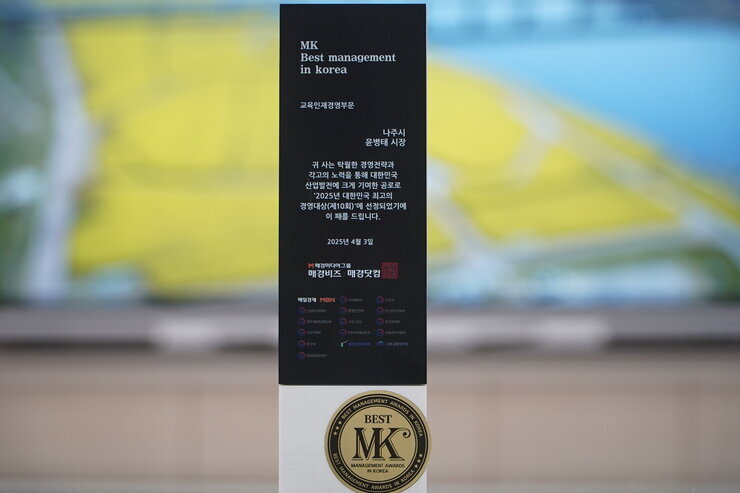 MK
Best management
in korea
교육인재경영부문
나주시
윤병태 시장
귀 사는 탁월한 경영전략과
각고의 노력을 통해 대한민국
산업발전에 크게 기여한 공로로
'2025년 대한민국 최고의
경영대상(제10회)'에 선정되었기에
이 패를 드립니다.
2025년 4월 3일
매경미디어그룹
매경비즈 매경닷컴
매일경제 MBN
BEST MANAGEMENT AWARDS IN KOREA
BEST
MK
MANAGEMENT AWARDS
IN KOREA
BEST MANAGEMENT AWARDS IN KOREA